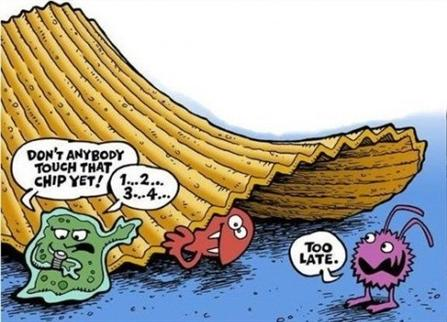 DON'T ANYBODY
TOUCH THAT
CHIP YET!
1...2...
3...4...
TOO
LATE.